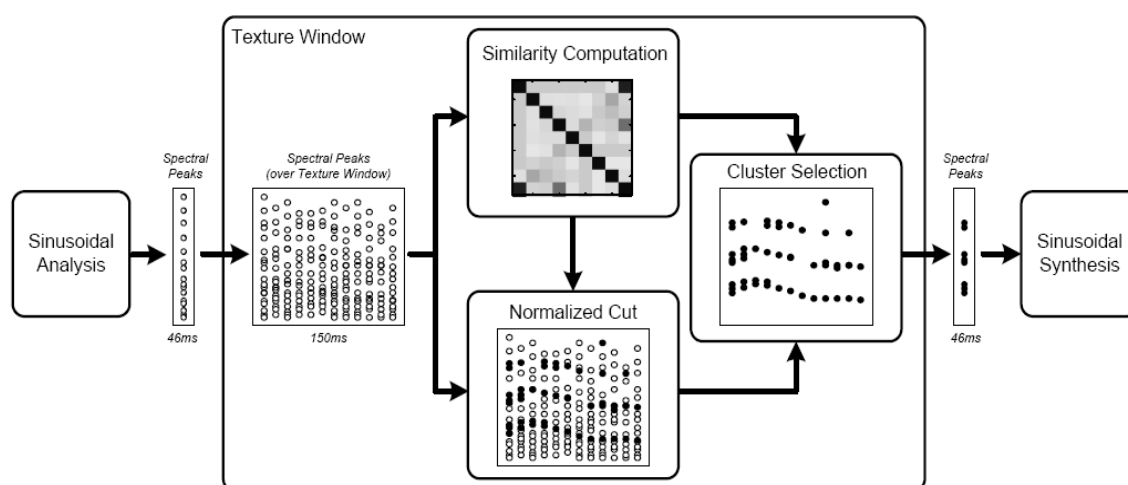 Texture Window
Similarity Computation
Spectral
Peaks
Spectral Peaks
(over Texture Window)
Cluster Selection
Spectral
Peaks
Sinusoidal
Analysis
Sinusoidal
Synthesis
Normalized Cut
46ms
150ms
46ms